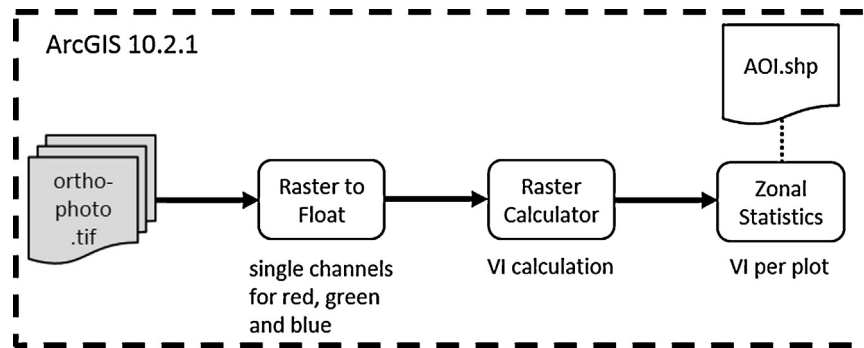 ArcGIS 10.2.1
AOI.shp
ortho-
photo
.tif
Raster to
Float
Raster
Calculator
Zonal
Statistics
single channels
for red, green
and blue
VI calculation
VI per plot